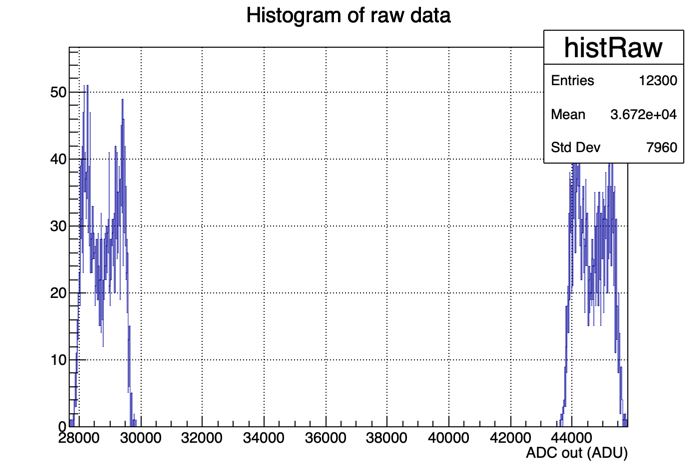 Histogram of raw data
histRaw
Entries 12300
Mean 3.672e+04
Std Dev 7960
50
40
30
20
10
0
28000 30000 32000 34000 36000 38000 40000 42000 44000
ADC out (ADU)